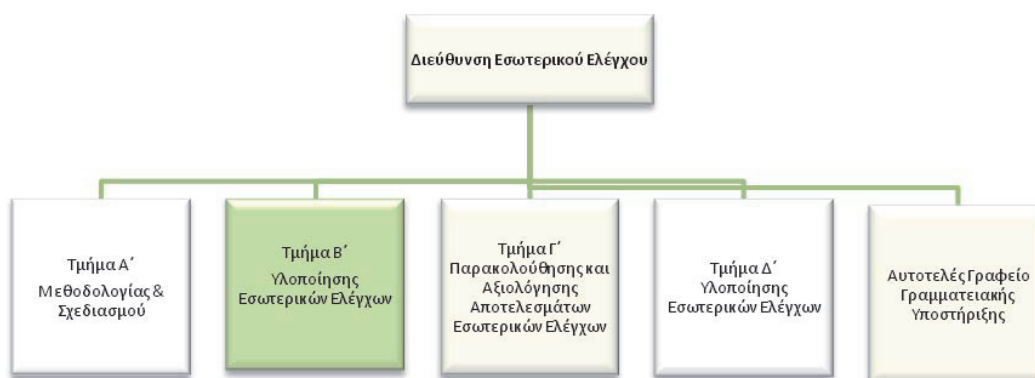 Διεύθυνση Εσωτερικού Ελέγχου
Τμήμα Α΄
Μεθοδολογίας &
Σχεδιασμού
Τμήμα Β΄
Υλοποίησης
Εσωτερικών Ελέγχων
Τμήμα Γ΄
Παρακολούθησης και
Αξιολόγησης
Αποτελεσμάτων
Εσωτερικών Ελέγχων
Τμήμα Δ΄
Υλοποίησης
Εσωτερικών Ελέγχων
Αυτοτελές Γραφείο
Γραμματειακής
Υποστήριξης